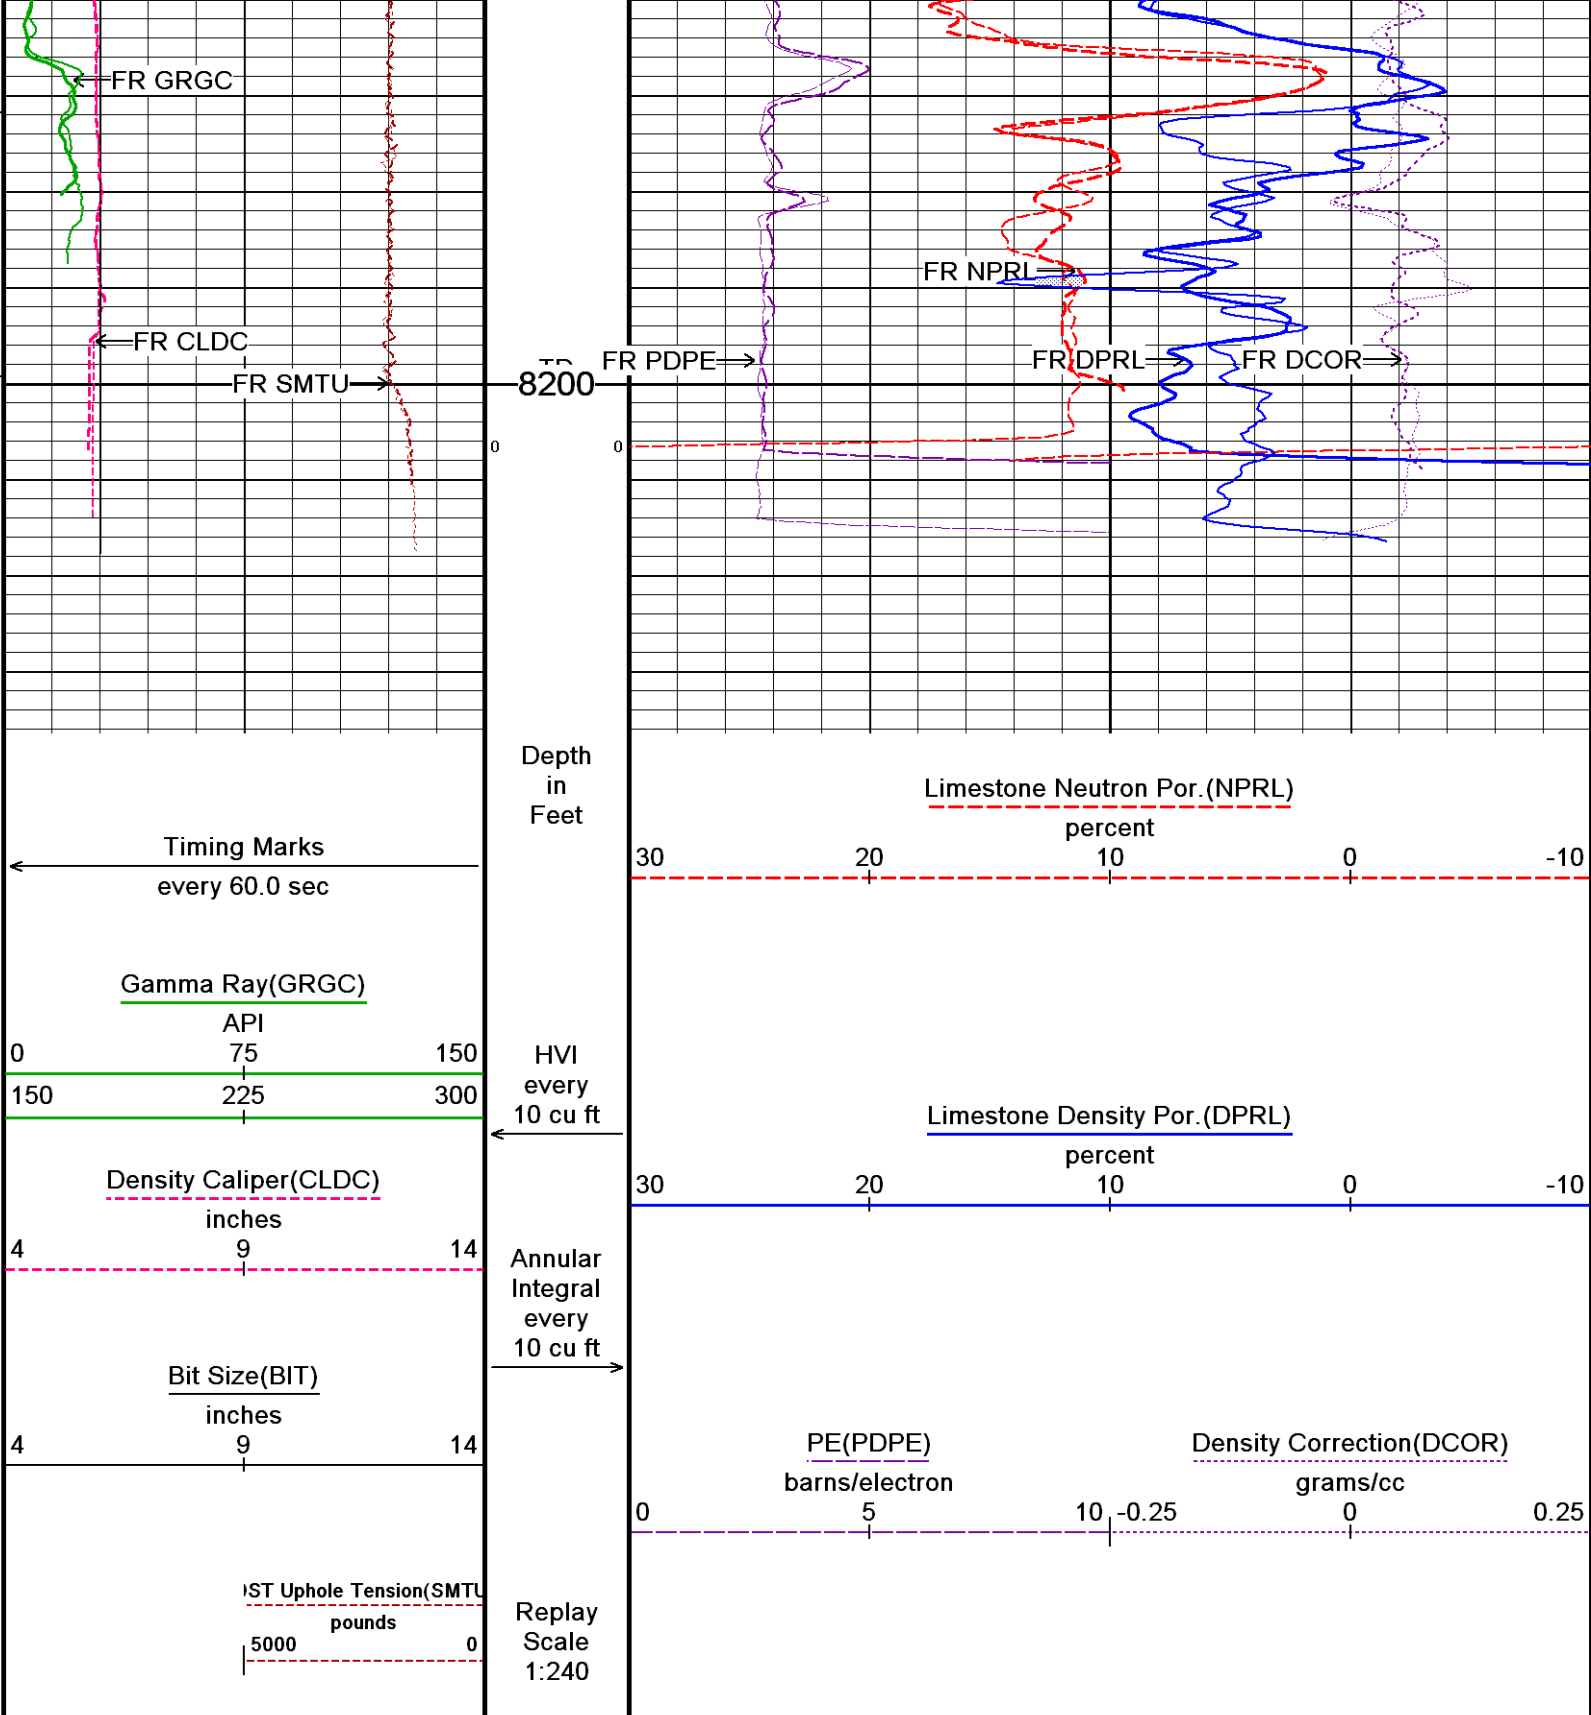 FR GRGC
FR NPRL
FR CLDC
FR PDPE
FR DPRL
FR DCOR
FR SMTU
8200
0
0
Depth
in
Feet
Timing Marks
every 60.0 sec
Gamma Ray(GRGC)
API
0 75 150
150 225 300
Density Caliper(CLDC)
inches
4 9 14
Bit Size(BIT)
inches
4 9 14
ST Uphole Tension(SMTU
pounds
5000 0
HVI
every
10 cu ft
Annular
Integral
every
10 cu ft
Replay
Scale
1:240
Limestone Neutron Por.(NPRL)
percent
30 20 10 0 -10
Limestone Density Por.(DPRL)
percent
30 20 10 0 -10
PE(PDPE)
barns/electron
0 5 10
Density Correction(DCOR)
grams/cc
-0.25 0 0.25